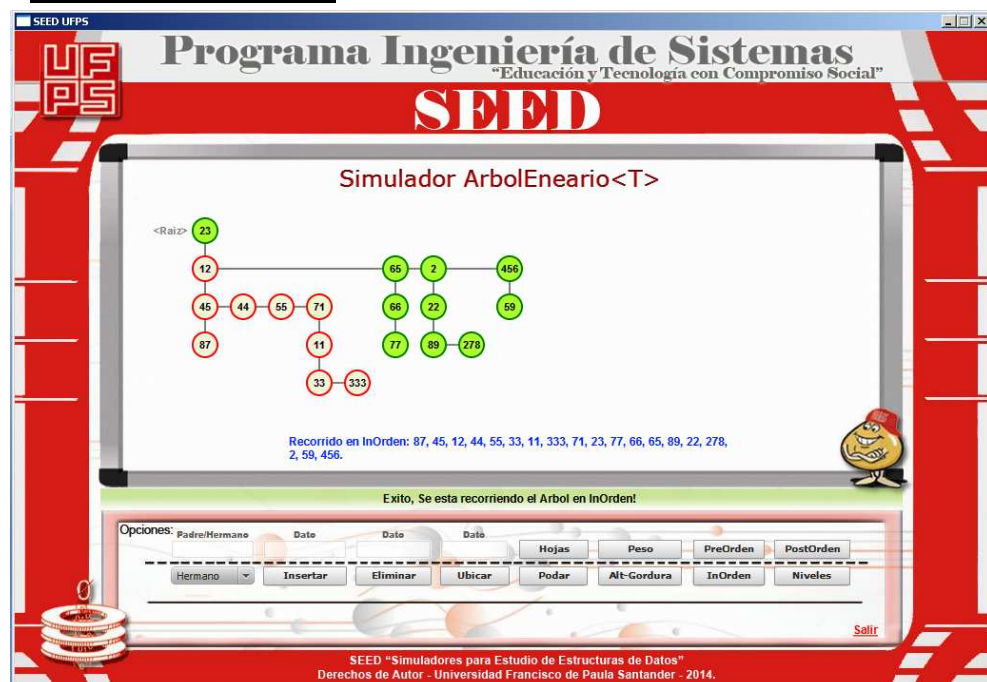 SEED UFPS
UFPS
Programa Ingeniería de Sistemas
“Educación y Tecnología con Compromiso Social”
SEED
Simulador ArbolEneario<T>
<Raiz> 23
12 65 2 456
45 44 55 71 66 22 59
87 11 77 89 278
33 333
Recorrido en InOrden: 87, 45, 12, 44, 55, 33, 11, 333, 71, 23, 77, 66, 65, 89, 22, 278,
2, 59, 456.
Exito, Se esta recorriendo el Arbol en InOrden!
Opciones: Padre/Hermano Dato Dato Dato
Hojas Peso PreOrden PostOrden
Hermano Insertar Eliminar Ubicar Podar Alt-Gordura InOrden Niveles
Salir
SEED “Simuladores para Estudio de Estructuras de Datos”
Derechos de Autor - Universidad Francisco de Paula Santander - 2014.